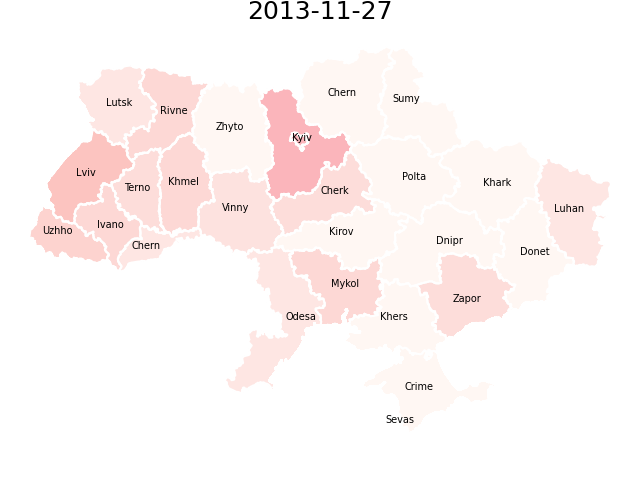 2013-11-27
Chern
Sumy
Lutsk
Rivne
Zhyto
Kyiv
Lviv
Terno
Khmel
Cherk
Polta
Khark
Vinny
Luhan
Uzhho
Ivano
Chern
Kirov
Dnipr
Donet
Mykol
Zapor
Odesa
Khers
Crime
Sevas